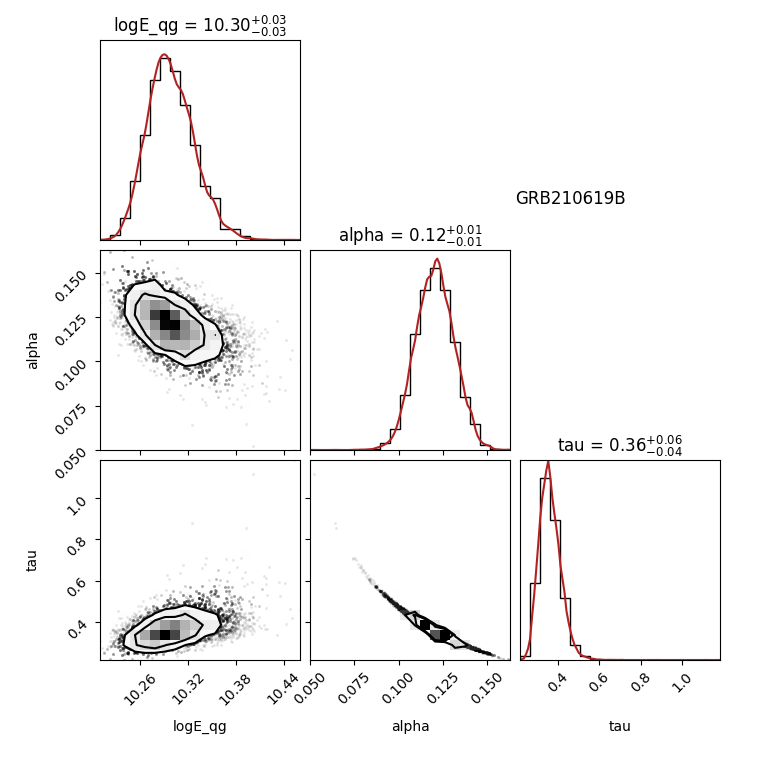 logE_qg = 10.30+0.03−0.03
GRB210619B
alpha = 0.12+0.01−0.01
0.150
0.125
0.100
0.075
0.050
alpha
tau = 0.36+0.06−0.04
1.0
0.8
0.6
0.4
tau
10.26 10.32 10.38 10.44
0.050 0.075 0.100 0.125 0.150
0.4 0.6 0.8 1.0
logE_qg alpha tau